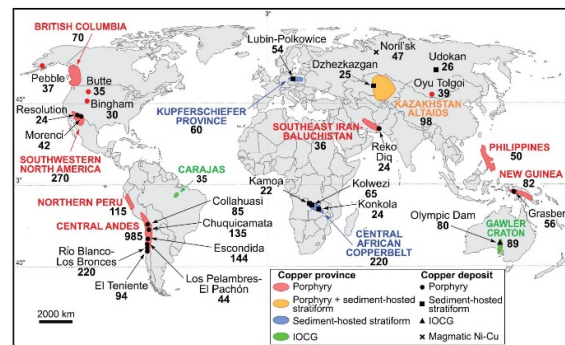 3°
BRITISH COLUMBIA
70
Pebble
37
Butte
35
Bingham
30
Resolution
24
Morenci
42
SOUTHWESTERN
NORTH AMERICA
270
Lubin-Polkowice
54
Noril'sk
47
Udokan
26
Dzhezkazgan
25
Oyu Tolgoi
39
KAZAKHSTAN
ALTAIDS
98
KUPFERSCHIEFER
PROVINCE
60
SOUTHEAST IRAN-
BALUCHISTAN
36
Reko
Diq
24
PHILIPPINES
50
NEW GUINEA
82
Grasberg
56
CARAJAS
35
NORTHERN PERU
115
CENTRAL ANDES
985
Collahuasi
85
Chuquicamata
135
Escondida
144
Río Blanco-
Los Bronces
220
El Teniente
94
Los Pelambres-
El Pachón
44
Kamoa
22
Kolwezi
65
Konkola
24
CENTRAL
AFRICAN
COPPERBELT
220
Olympic Dam
80
GAWLER
CRATON
89
40°
3°
40°
2000 km
Copper province
Porphyry
Porphyry + sediment-hosted
stratiform
Sediment-hosted stratiform
IOCG
Copper deposit
Porphyry
Sediment-hosted
stratiform
IOCG
Magmatic Ni-Cu